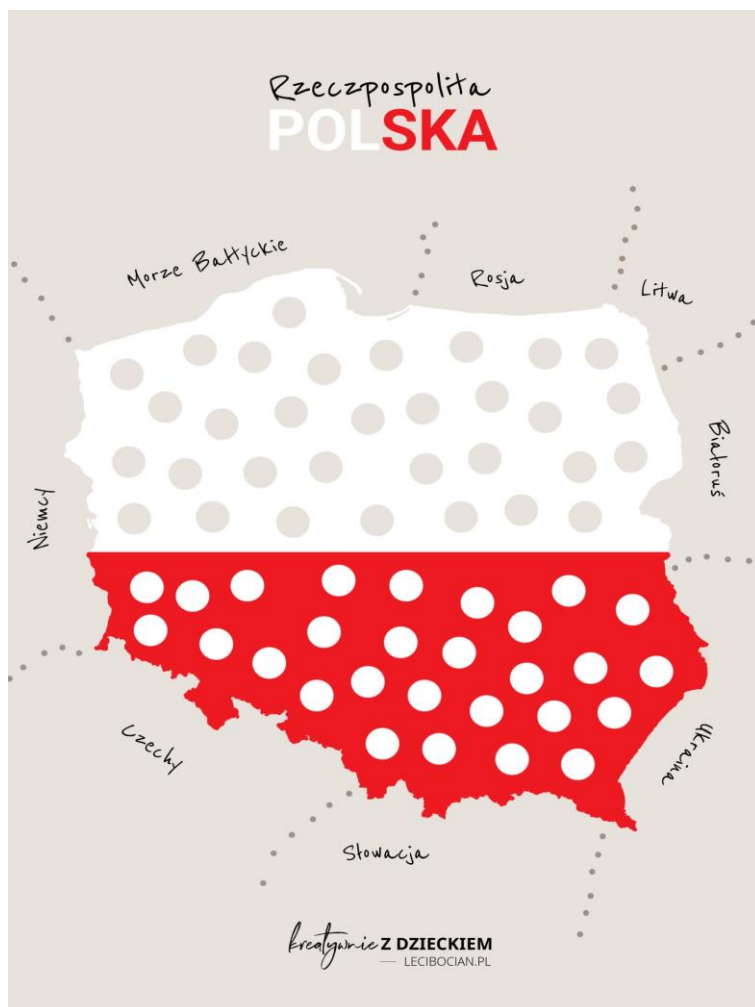 Rzeczpospolita
POLSKA
Morze Bałtyckie
Rosja
Litwa
Białoruś
Niemcy
Czechy
Ukraina
Słowacja
kreatywnie Z DZIECKIEM
— LECIBOCIAN.PL